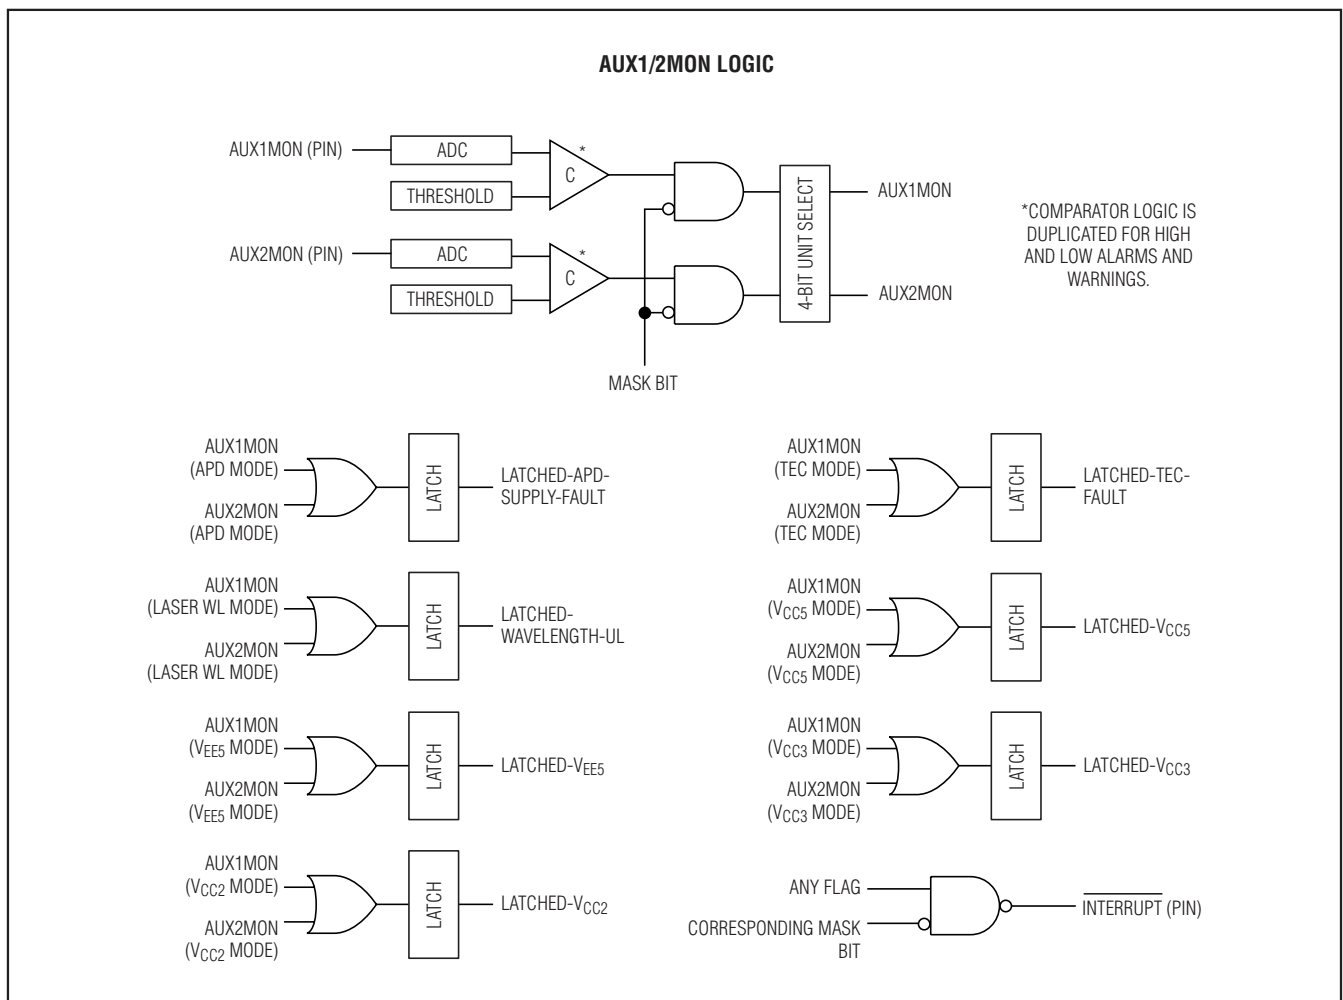 AUX1/2MON LOGIC
AUX1MON (PIN)
ADC
*
C
THRESHOLD
AUX2MON (PIN)
ADC
*
C
THRESHOLD
4-BIT UNIT SELECT
AUX1MON
AUX2MON
MASK BIT
*COMPARATOR LOGIC IS
DUPLICATED FOR HIGH
AND LOW ALARMS AND
WARNINGS.
AUX1MON
(APD MODE)
AUX2MON
(APD MODE)
LATCH
LATCHED-APD-
SUPPLY-FAULT
AUX1MON
(TEC MODE)
AUX2MON
(TEC MODE)
LATCH
LATCHED-TEC-
FAULT
AUX1MON
(LASER WL MODE)
AUX2MON
(LASER WL MODE)
LATCH
LATCHED-
WAVELENGTH-UL
AUX1MON
(VCC5 MODE)
AUX2MON
(VCC5 MODE)
LATCH
LATCHED-VCC5
AUX1MON
(VEE5 MODE)
AUX2MON
(VEE5 MODE)
LATCH
LATCHED-VEE5
AUX1MON
(VCC3 MODE)
AUX2MON
(VCC3 MODE)
LATCH
LATCHED-VCC3
AUX1MON
(VCC2 MODE)
AUX2MON
(VCC2 MODE)
LATCH
LATCHED-VCC2
ANY FLAG
CORRESPONDING MASK
BIT
INTERRUPT (PIN)